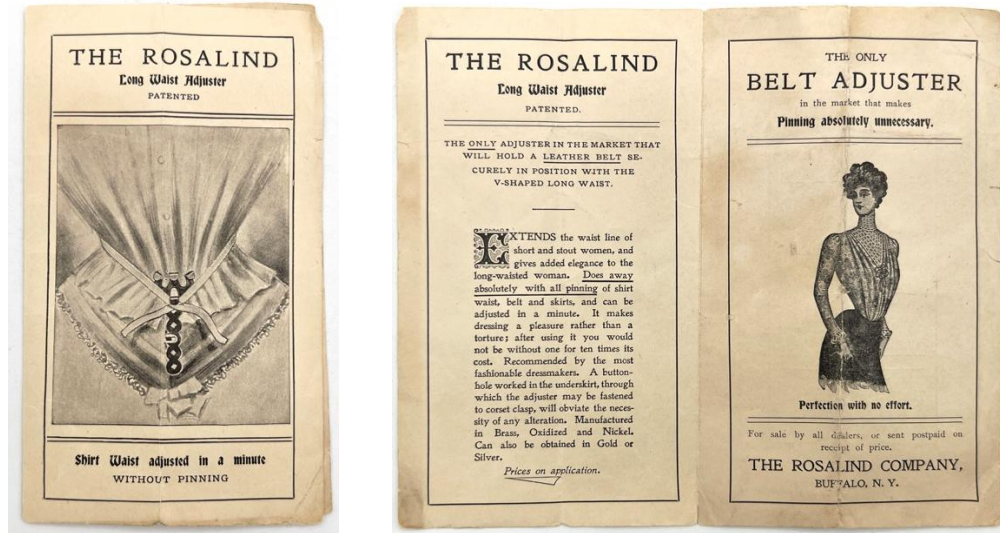 THE ROSALIND
Long Waist Adjuster
PATENTED
Shirt Waist adjusted in a minute
WITHOUT PINNING
THE ROSALIND
Long Waist Adjuster
PATENTED.
THE ONLY ADJUSTER IN THE MARKET THAT
WILL HOLD A LEATHER BELT SE-
CURELY IN POSITION WITH THE
V-SHAPED LONG WAIST.
EXTENDS the waist line of
short and stout women, and
gives added elegance to the
long-waisted woman. Does away
absolutely with all pinning of shirt
waist, belt and skirts, and can be
adjusted in a minute. It makes
dressing a pleasure rather than a
torture; after using it you would
not be without one for ten times its
cost. Recommended by the most
fashionable dressmakers. A button-
hole worked in the underskirt, through
which the adjuster may be fastened
to corset clasp, will obviate the neces-
sity of any alteration. Manufactured
in Brass, Oxidized and Nickel.
Can also be obtained in Gold or
Silver.
Prices on application.
THE ONLY
BELT ADJUSTER
in the market that makes
Pinning absolutely unnecessary.
Perfection with no effort.
For sale by all dealers, or sent postpaid on
receipt of price.
THE ROSALIND COMPANY,
BUFFALO, N. Y.